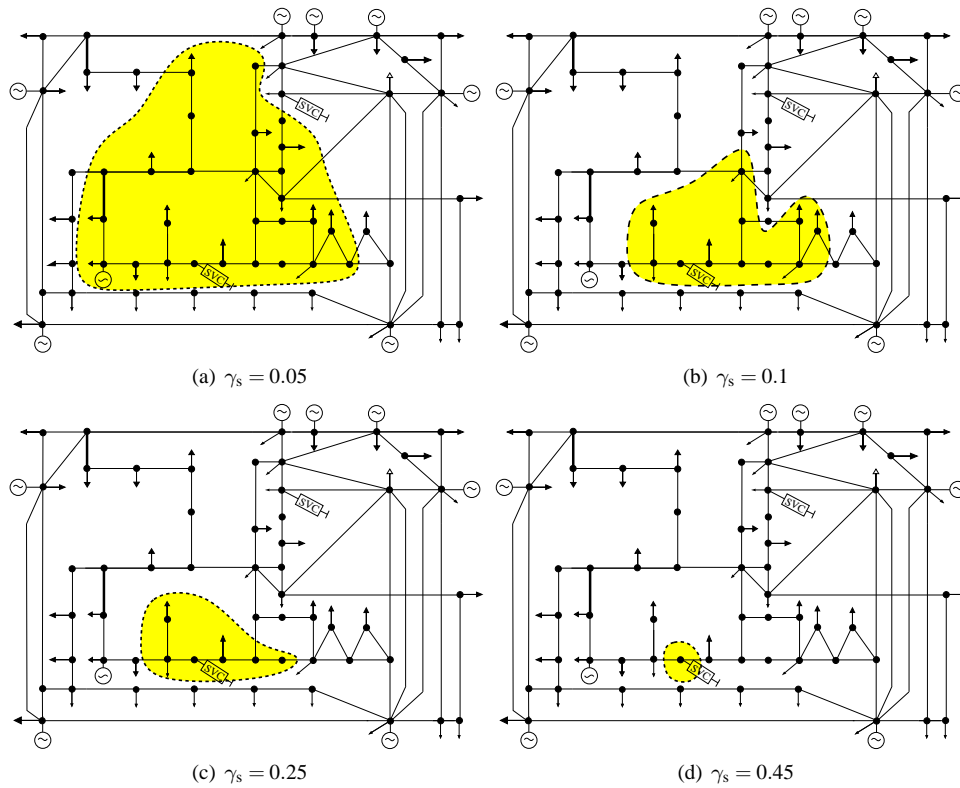 SVC
SVC
(a) γs = 0.05
SVC
SVC
(b) γs = 0.1
SVC
SVC
(c) γs = 0.25
SVC
SVC
(d) γs = 0.45